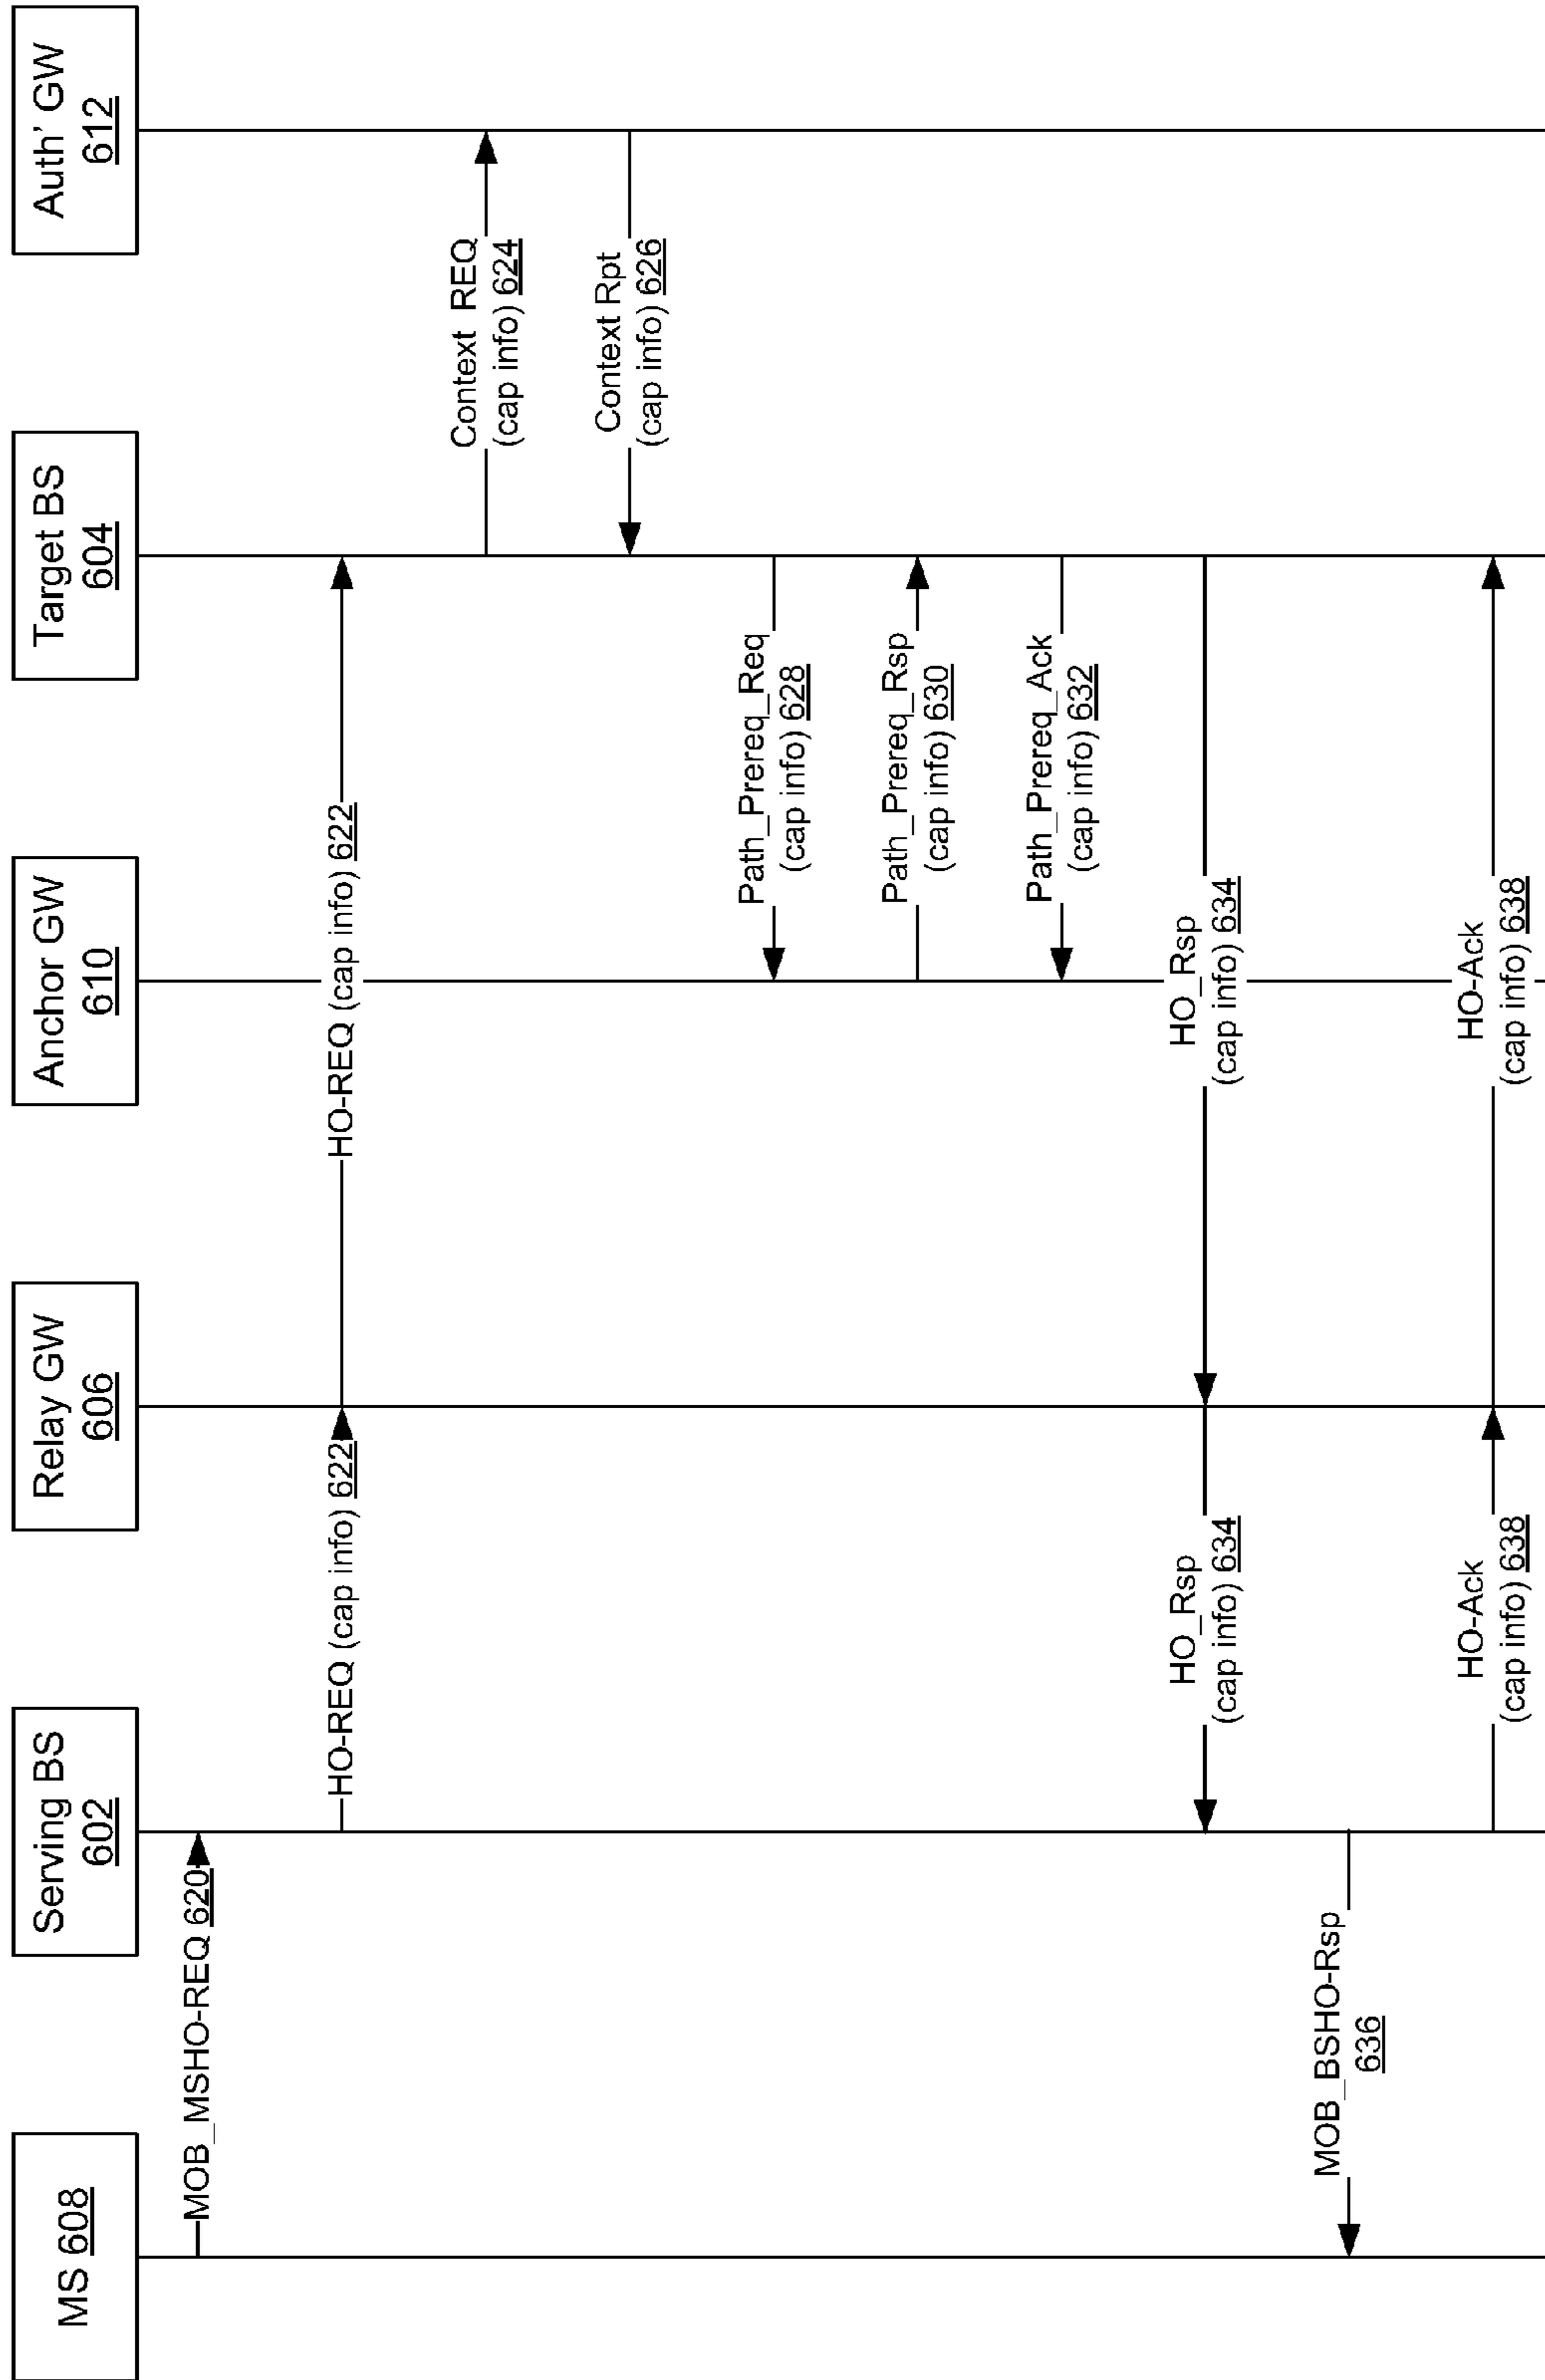 MS 608
Serving BS
602
Relay GW
606
Anchor GW
610
Target BS
604
Auth' GW
612
MOB_MSHO-REQ 620
HO-REQ (cap info) 622
HO-REQ (cap info) 622
Context REQ
(cap info) 624
Context Rpt
(cap info) 626
Path_Prereq_Req
(cap info) 628
Path_Prereq_Rsp
(cap info) 630
Path_Prereq_Ack
(cap info) 632
HO_Rsp
(cap info) 634
HO_Rsp
(cap info) 634
MOB_BSHO-Rsp
636
HO-Ack
(cap info) 638
HO-Ack
(cap info) 638